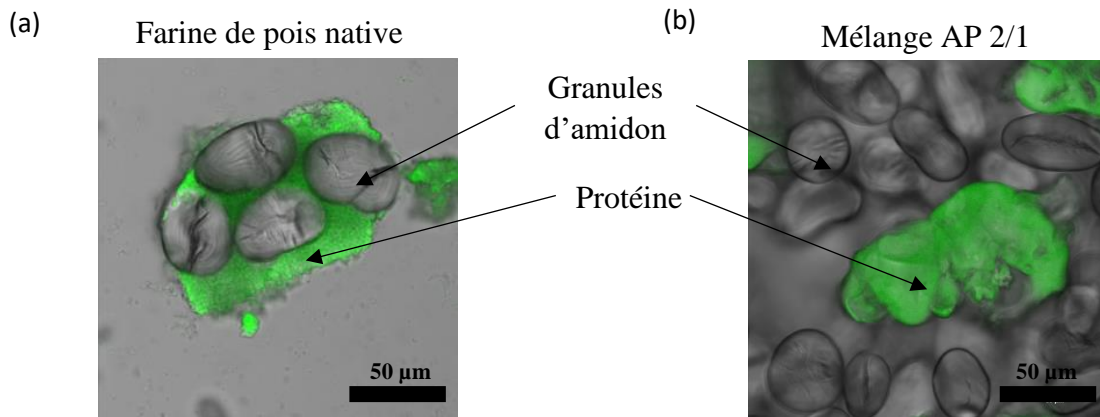 (a)
Farine de pois native
(b)
Mélange AP 2/1
Granules
d'amidon
Protéine
50 µm
50 µm